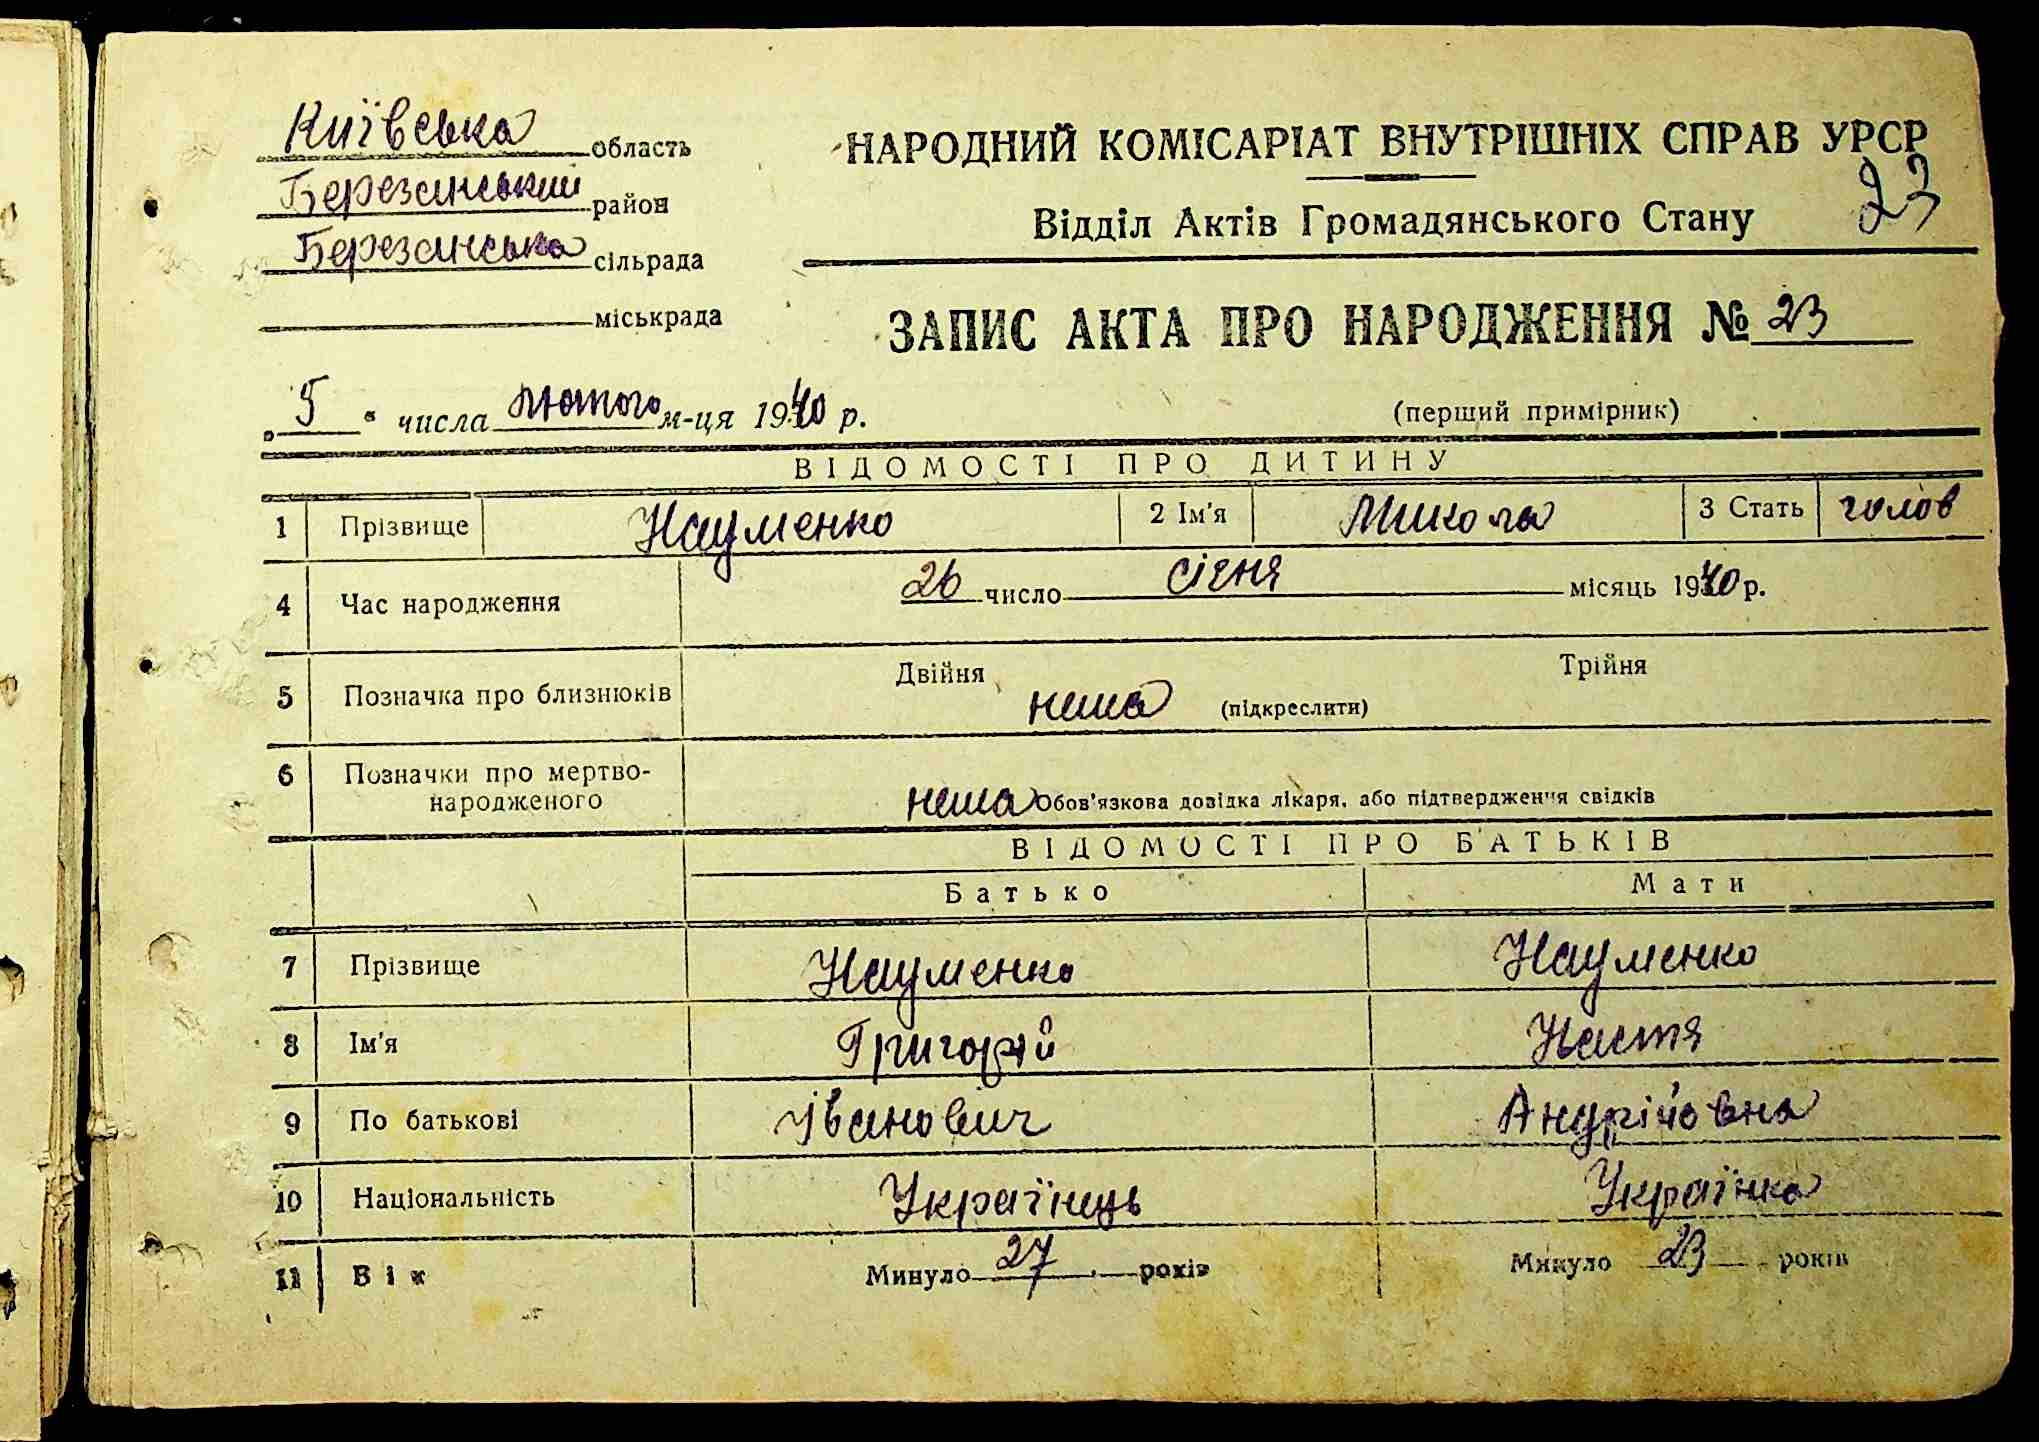 Київська область
Березанський район
Березанська сільрада
міськрада
НАРОДНИЙ КОМІСАРІАТ ВНУТРІШНІХ СПРАВ УРСР
23
Відділ Актів Громадянського Стану
ЗАПИС АКТА ПРО НАРОДЖЕННЯ № 23
„5" числа лютого м-ця 1940 р.
(перший примірник)
ВІДОМОСТІ ПРО ДИТИНУ
1 Прізвище Науменко 2 Ім'я Микола 3 Стать чолов
4 Час народження 26 число січня місяць 1940 р.
5 Позначка про близнюків Двійня нема (підкреслити) Трійня
6 Позначки про мертво-
народженого нема Обов'язкова довідка лікаря, або підтвердження свідків
ВІДОМОСТІ ПРО БАТЬКІВ
Батько Мати
7 Прізвище Науменко Науменко
8 Ім'я Григорій Настя
9 По батькові Іванович Андріївна
10 Національність Українець Українка
11 Вік Минуло 27 років Минуло 23 років